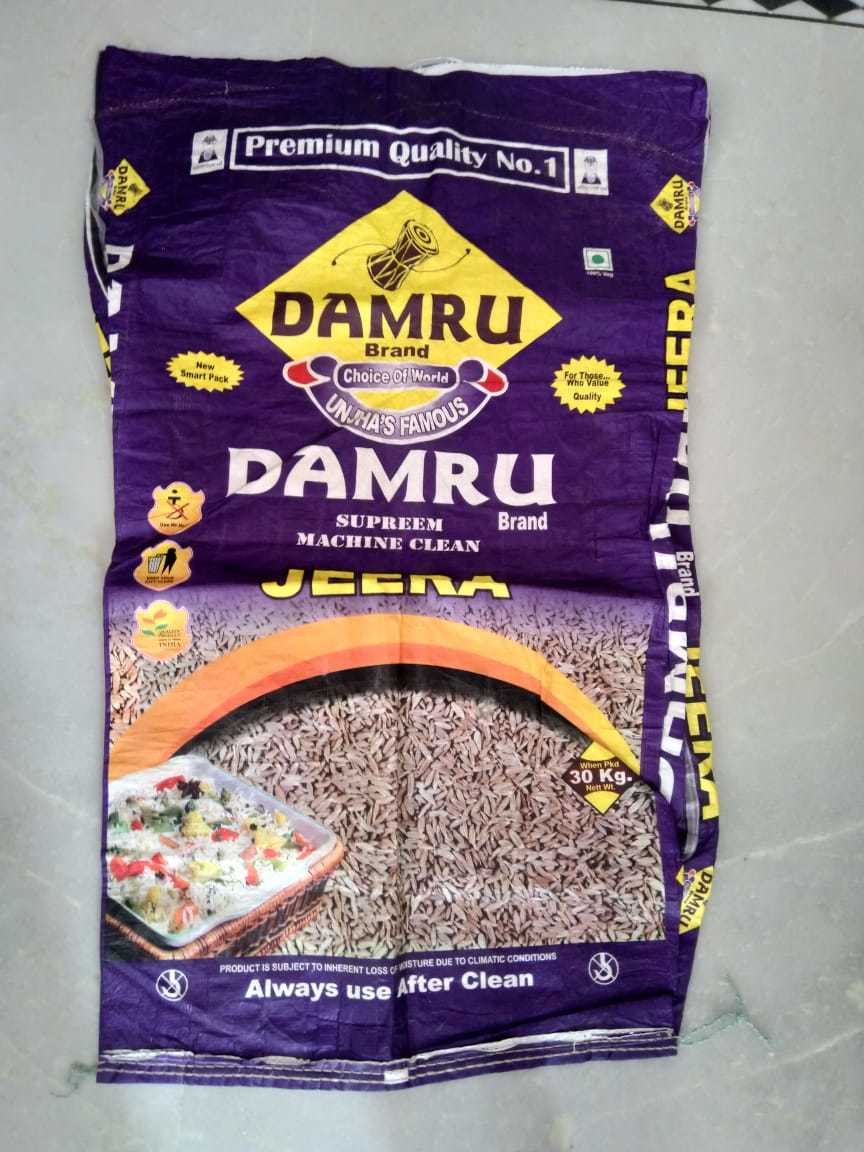 Premium Quality No.1
DAMRU
Brand
Choice Of World
UNJHA'S FAMOUS
New
Smart Pack
For Those...
Who Value
Quality
DAMRU
Brand
SUPREEM
MACHINE CLEAN
JEERA
INDIA
When Pkd
30 Kg.
Nett Wt.
PRODUCT IS SUBJECT TO INHERENT LOSS OF MOISTURE DUE TO CLIMATIC CONDITIONS
Always use After Clean
DAMRU
DAMRU
JEERA
Brand
JEERA
DAMRU